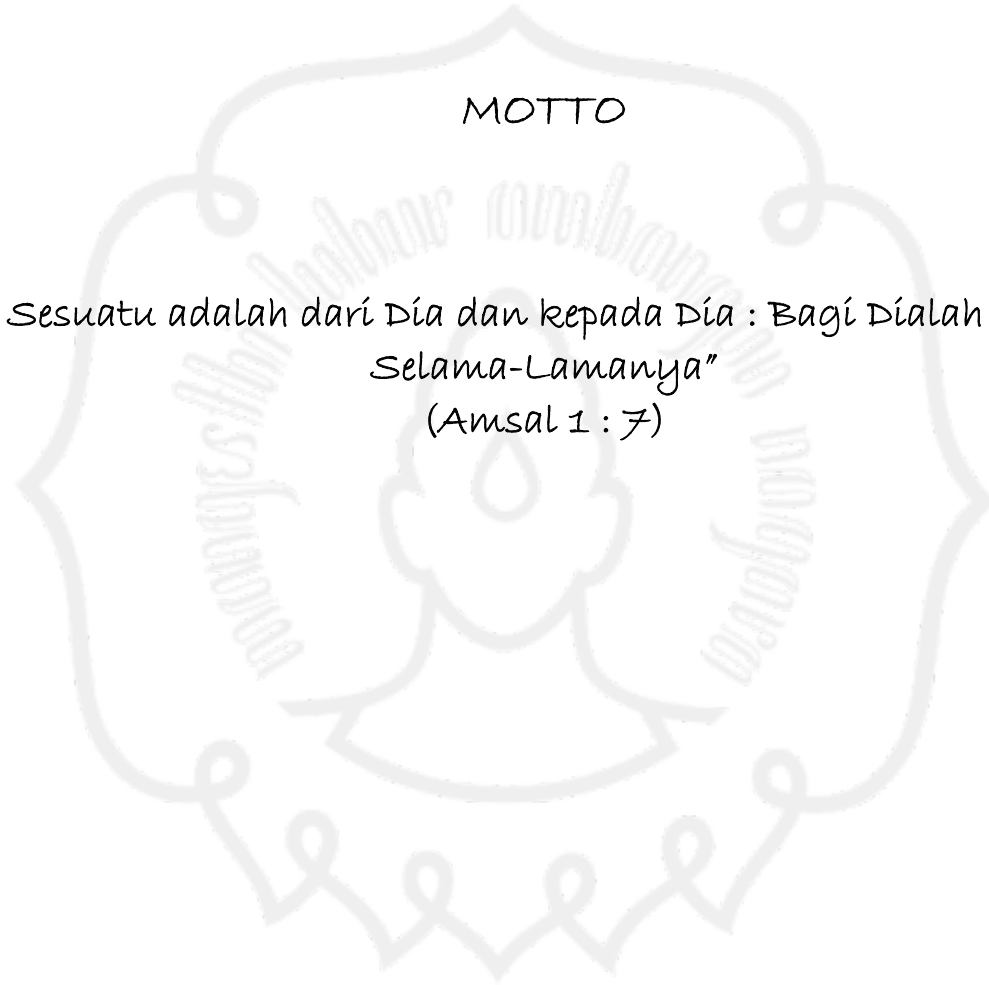 MOTTO
Sesuatu adalah dari Dia dan kepada Dia : Bagi Dialah
Selama-Lamanya”
(Amsal 1 : 7)